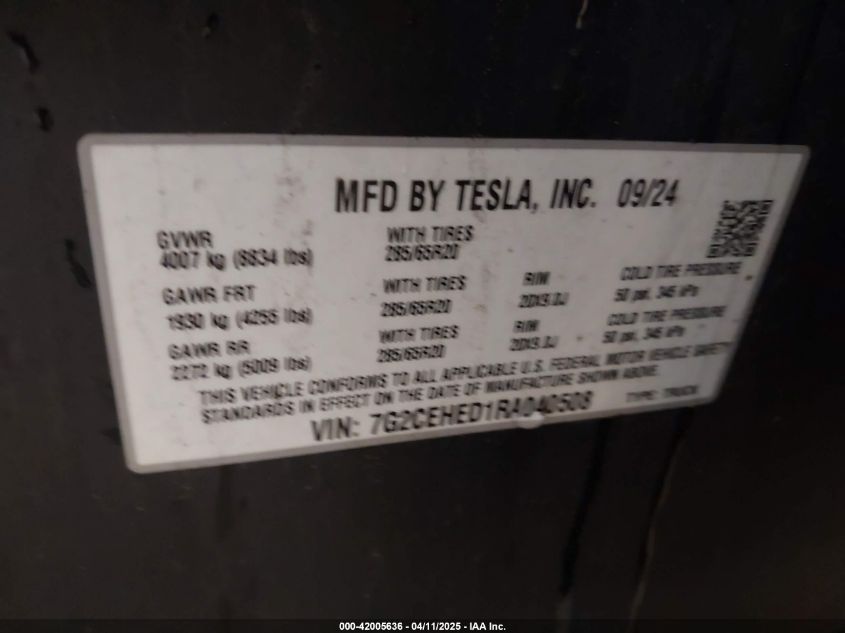 MFD BY TESLA, INC. 09/24
GVWR WITH TIRES
4007 kg (8834 lbs) 285/65R20
GAWR FRT WITH TIRES RIM COLD TIRE PRESSURE
1930 kg (4255 lbs) 285/65R20 20X9.0J 50 psi, 345 kPa
GAWR RR WITH TIRES RIM COLD TIRE PRESSURE
2272 kg (5009 lbs) 285/65R20 20X9.0J 50 psi, 345 kPa
THIS VEHICLE CONFORMS TO ALL APPLICABLE U.S. FEDERAL MOTOR VEHICLE SAFETY
STANDARDS IN EFFECT ON THE DATE OF MANUFACTURE SHOWN ABOVE.
VIN: 7G2CEHED1RA040508 TYPE: TRUCK
000-42005636 - 04/11/2025 - IAA Inc.